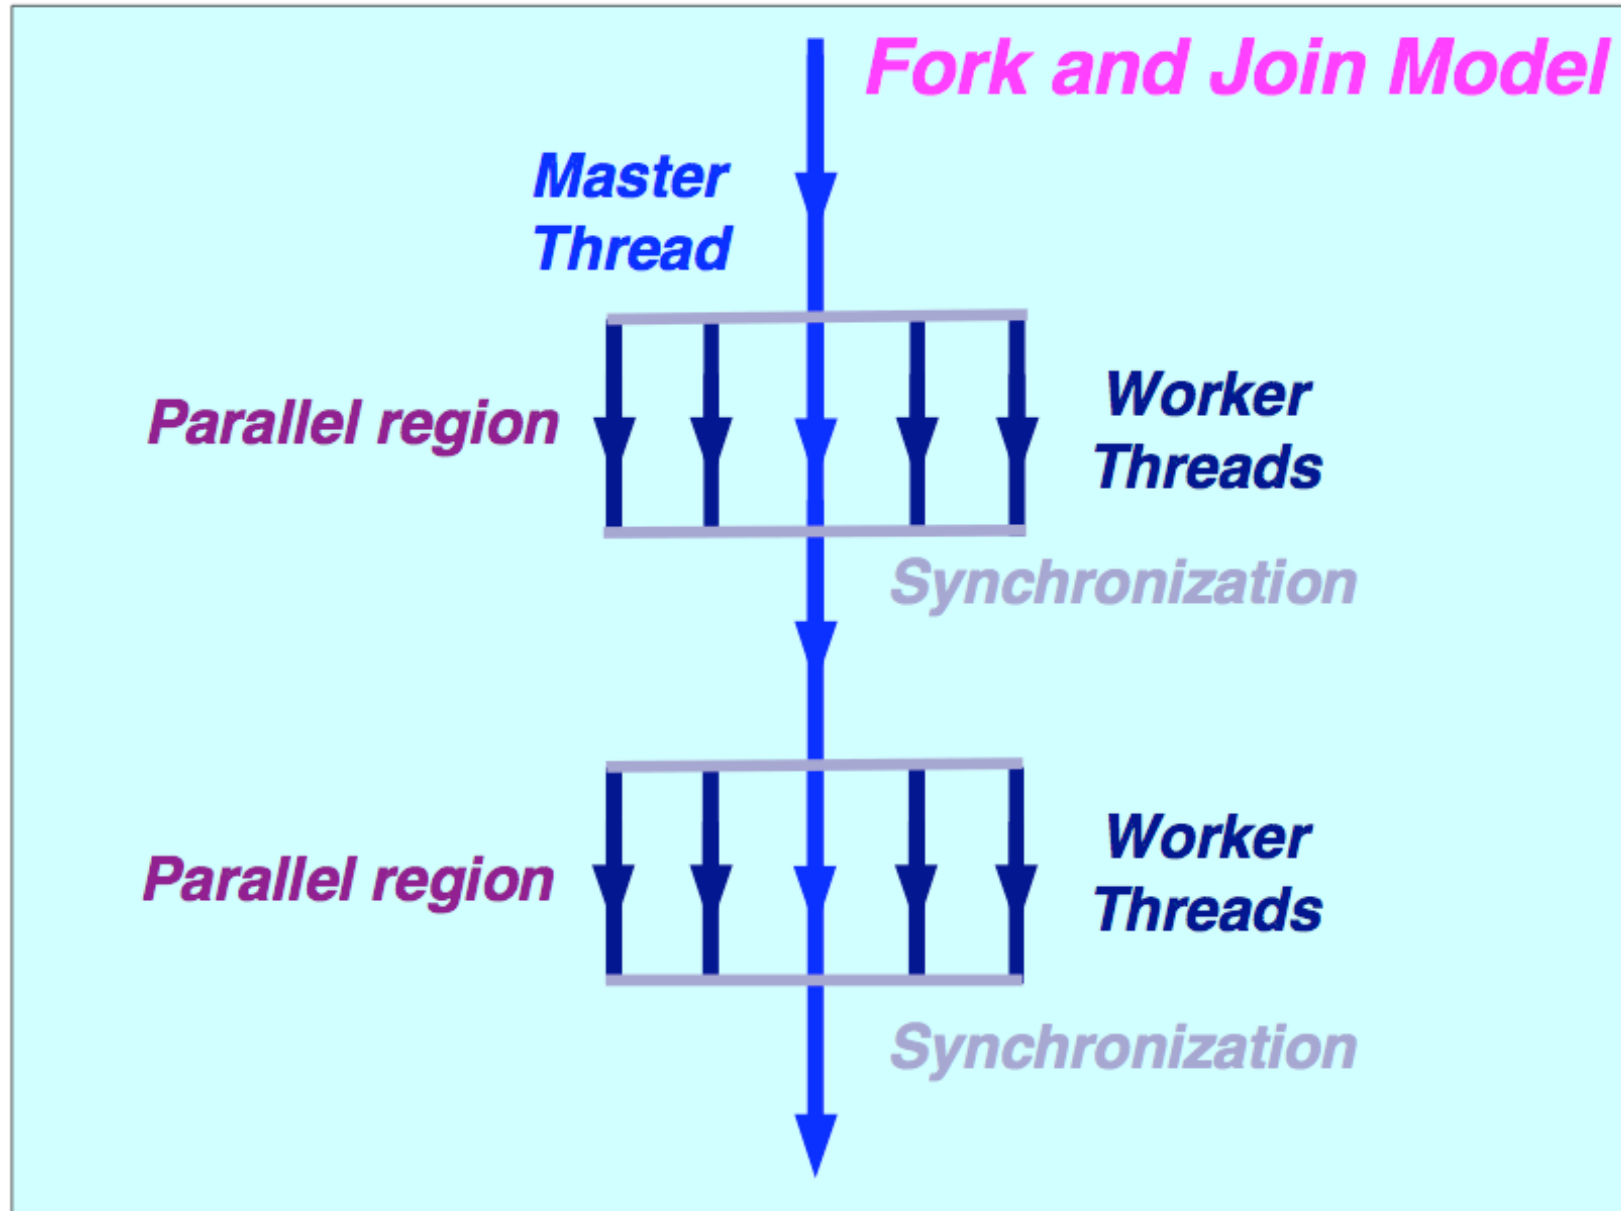 Fork and Join Model
Master
Thread
Parallel region
Worker
Threads
Synchronization
Parallel region
Worker
Threads
Synchronization